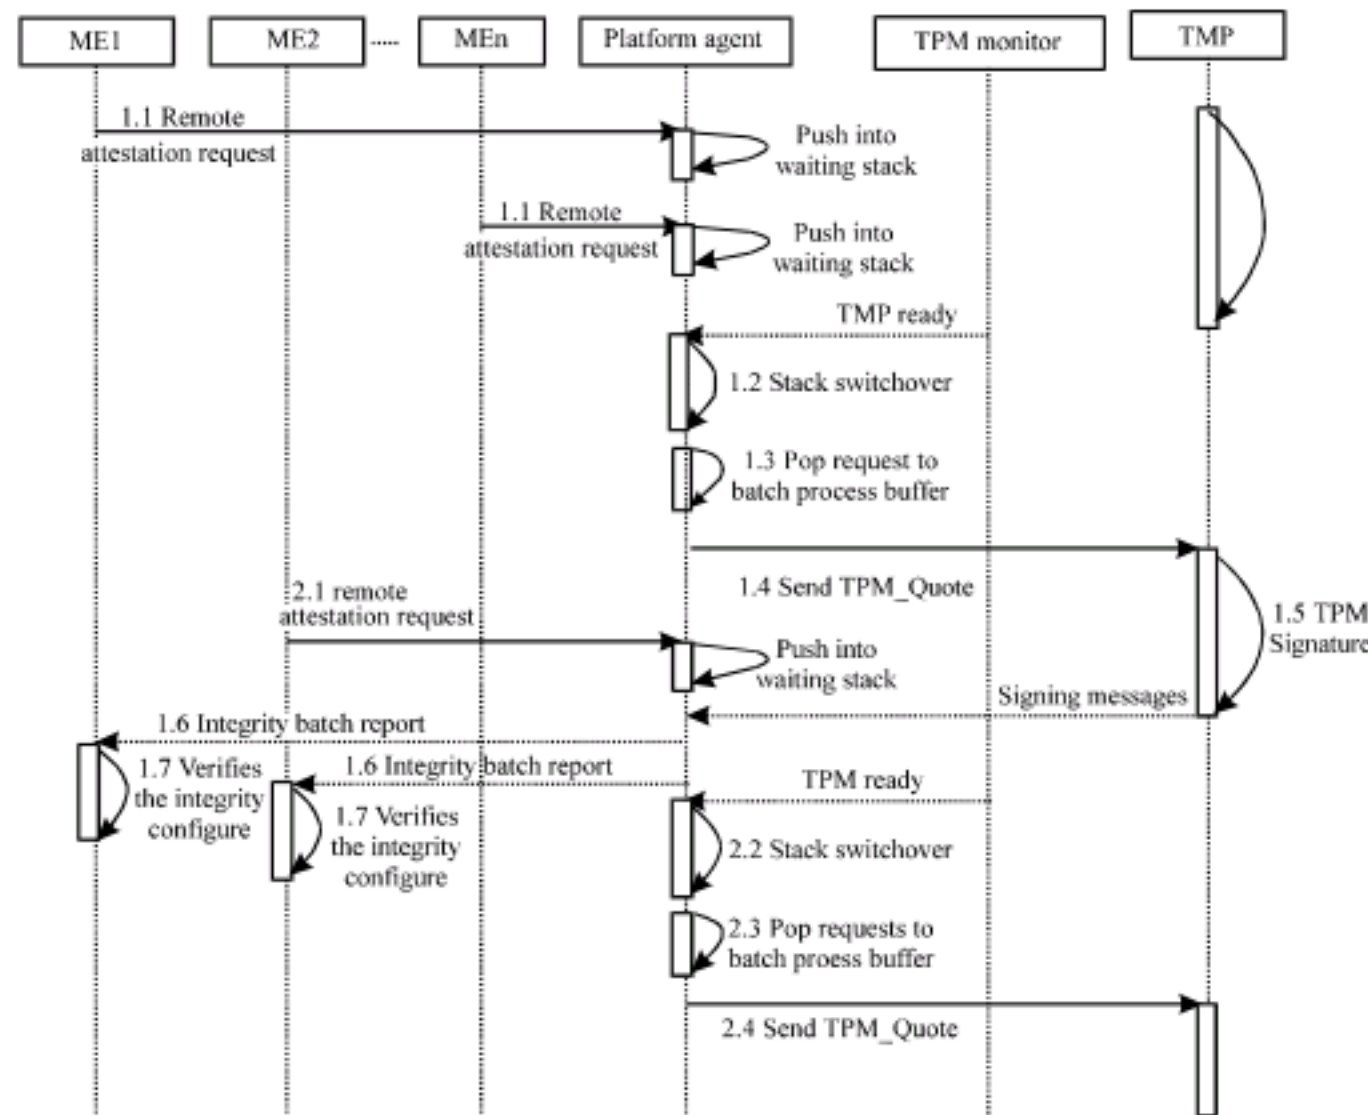 ME1
ME2
.....
MEn
Platform agent
TPM monitor
TMP
1.1 Remote
attestation request
Push into
waiting stack
1.1 Remote
attestation request
Push into
waiting stack
TMP ready
1.2 Stack switchover
1.3 Pop request to
batch process buffer
1.4 Send TPM_Quote
2.1 remote
attestation request
1.5 TPM
Signature
Push into
waiting stack
Signing messages
1.6 Integrity batch report
1.7 Verifies
the integrity
configure
1.6 Integrity batch report
1.7 Verifies
the integrity
configure
TPM ready
2.2 Stack switchover
2.3 Pop requests to
batch proess buffer
2.4 Send TPM_Quote